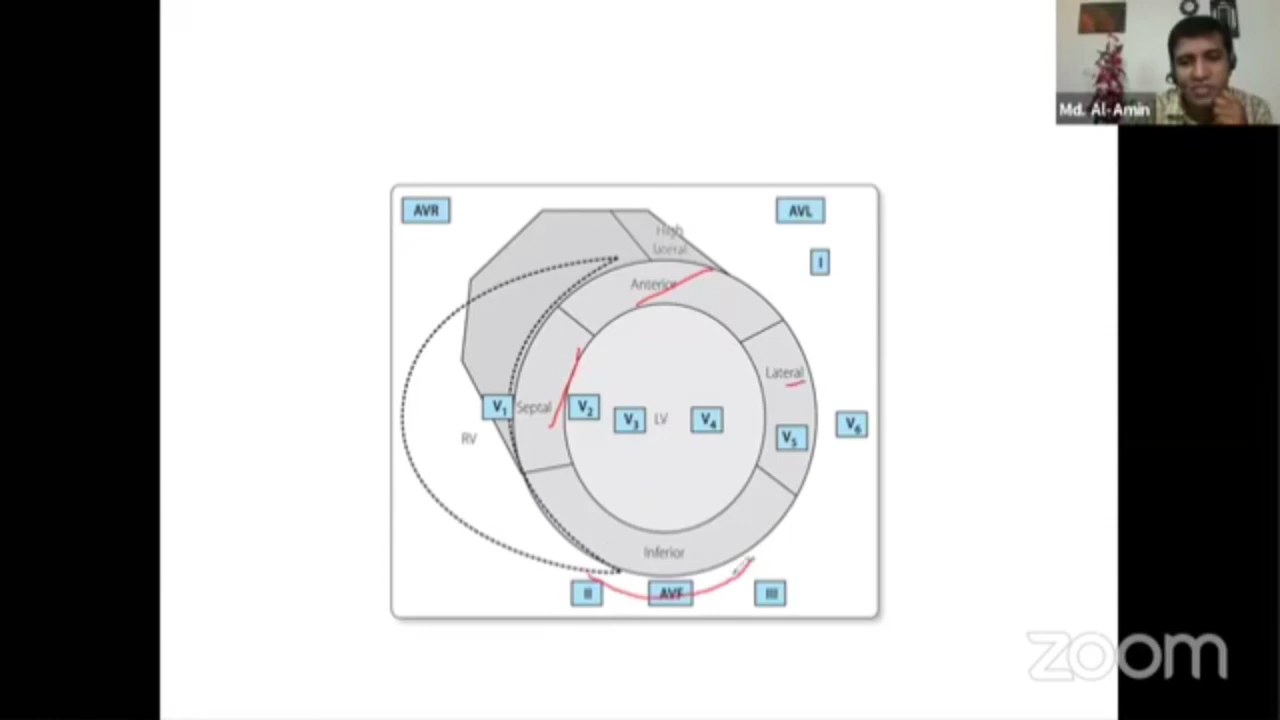 Md. Al-Amin
AVR
AVL
High
lateral
I
Anterior
Lateral
V1
Septal
V2
V3
LV
V4
V5
V6
RV
Inferior
II
AVF
III
zoom